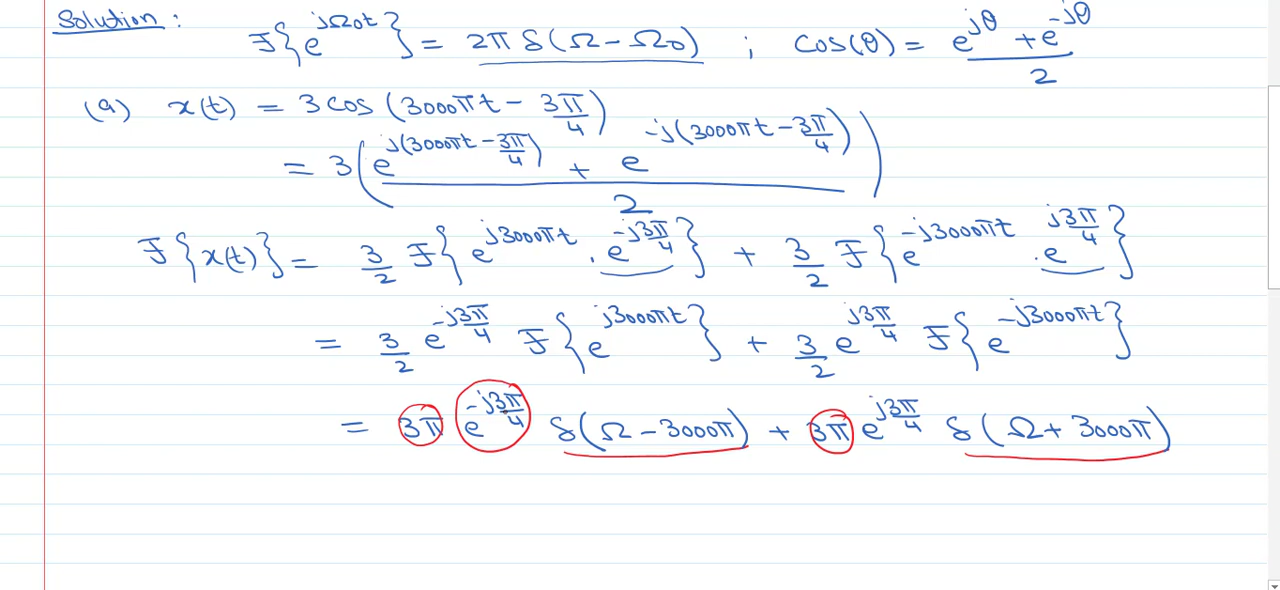 Solution :
F{e^{jΩ₀t}} = 2π δ(Ω − Ω₀) ; cos(θ) = (e^{jθ} + e^{-jθ})/2
(a) x(t) = 3 cos (3000πt − 3π/4)
= 3((e^{j(3000πt − 3π/4)} + e^{-j(3000πt − 3π/4)})/2)
F{x(t)} = 3/2 F{e^{j3000πt} . e^{-j3π/4}} + 3/2 F{e^{-j3000πt} . e^{j3π/4}}
= 3/2 e^{-j3π/4} F{e^{j3000πt}} + 3/2 e^{j3π/4} F{e^{-j3000πt}}
= 3π e^{-j3π/4} δ(Ω − 3000π) + 3π e^{j3π/4} δ(Ω + 3000π)